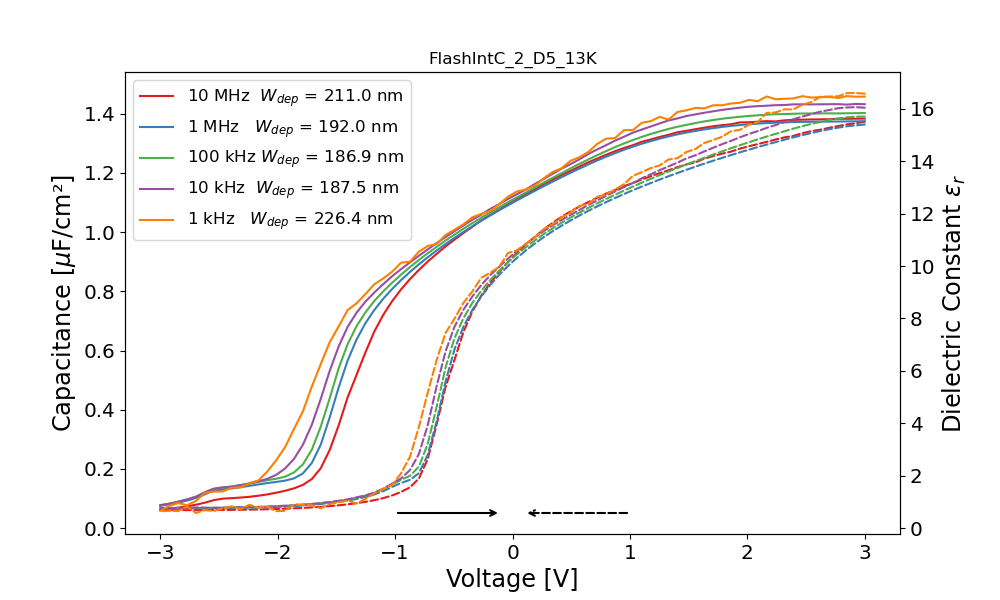 FlashIntC_2_D5_13K
10 MHz W_dep = 211.0 nm
1 MHz W_dep = 192.0 nm
100 kHz W_dep = 186.9 nm
10 kHz W_dep = 187.5 nm
1 kHz W_dep = 226.4 nm
Capacitance [μF/cm²]
1.4
1.2
1.0
0.8
0.6
0.4
0.2
0.0
Dielectric Constant ε_r
16
14
12
10
8
6
4
2
0
−3 −2 −1 0 1 2 3
Voltage [V]